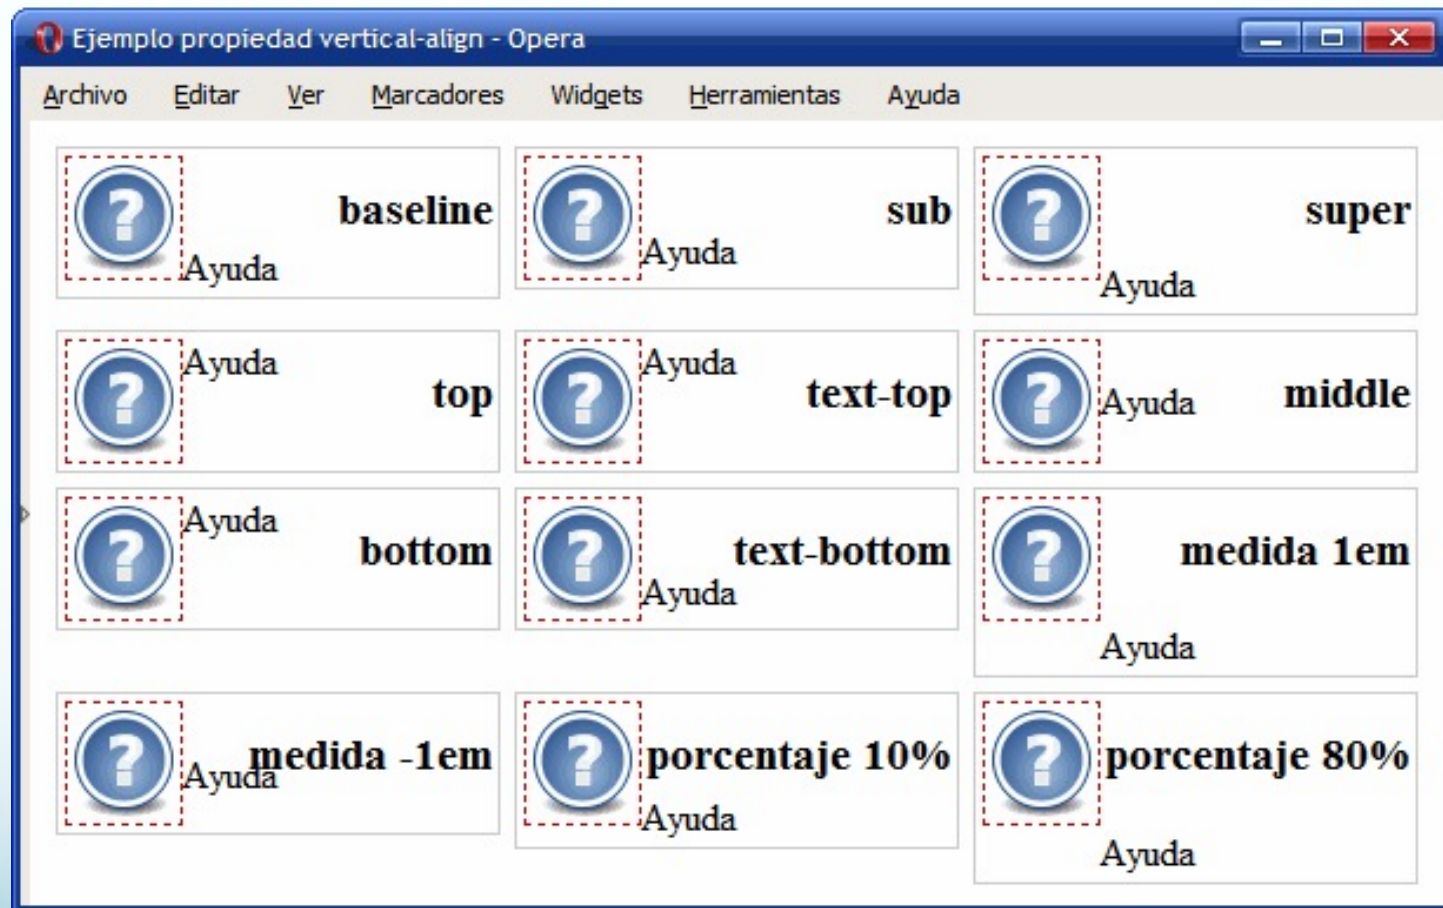 Ejemplo propiedad vertical-align - Opera
Archivo Editar Ver Marcadores Widgets Herramientas Ayuda
baseline
Ayuda
sub
Ayuda
super
Ayuda
Ayuda
top
Ayuda
text-top
Ayuda
middle
Ayuda
bottom
text-bottom
Ayuda
medida 1em
Ayuda
medida -1em
Ayuda
porcentaje 10%
Ayuda
porcentaje 80%
Ayuda